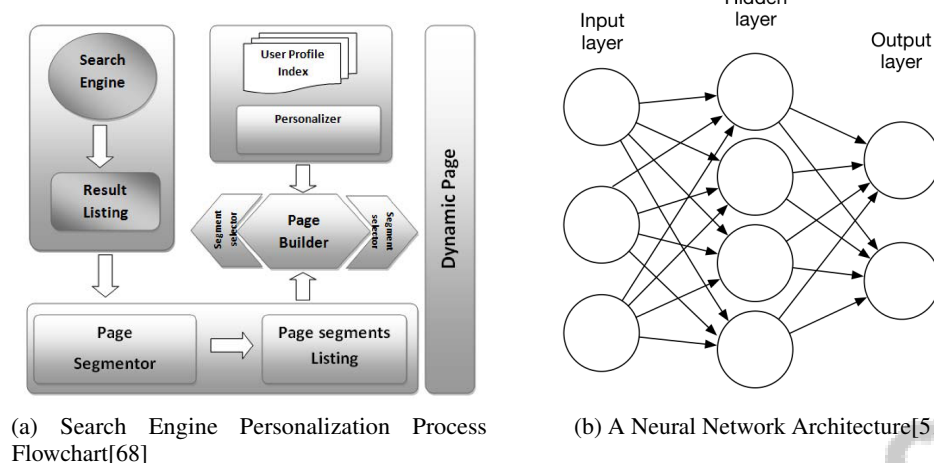 Search
Engine
Result
Listing
User Profile
Index
Personalizer
Segment
selector
Page
Builder
Segment
selector
Page
Segmentor
Page segments
Listing
Dynamic Page
(a) Search Engine Personalization Process
Flowchart[68]
Input
layer
Hidden
layer
Output
layer
(b) A Neural Network Architecture[5